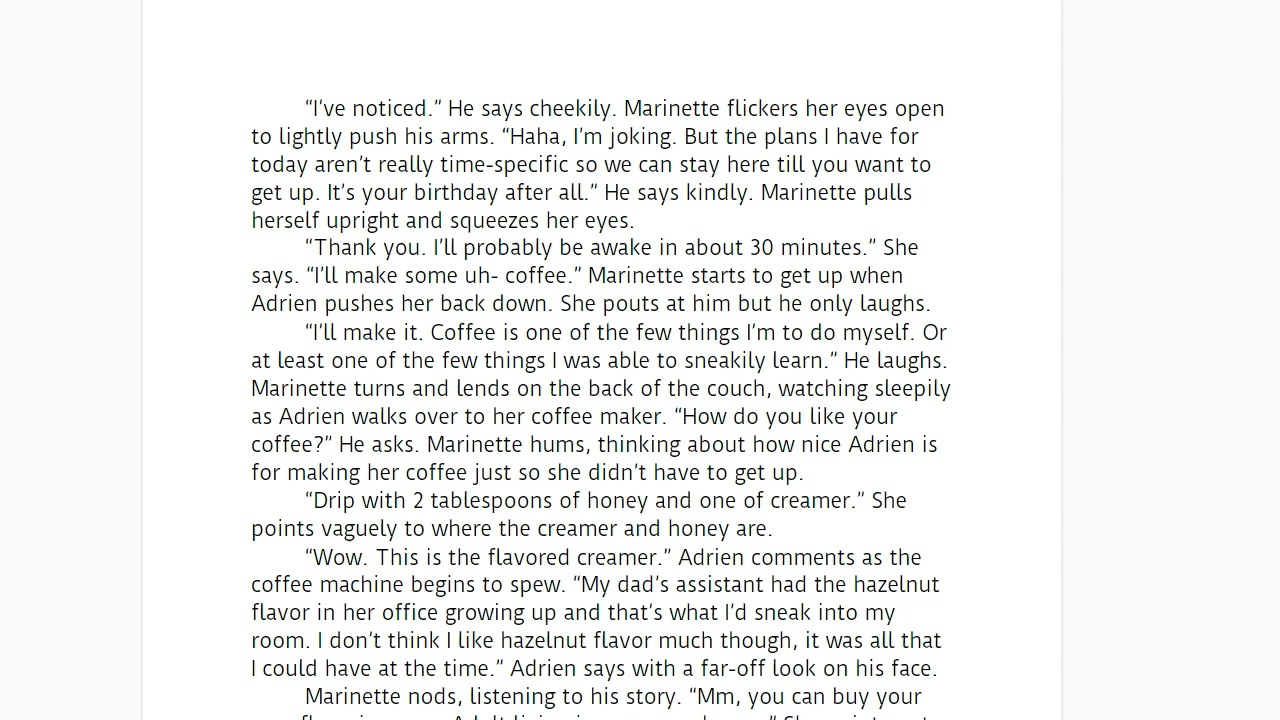 “I’ve noticed.” He says cheekily. Marinette flickers her eyes open
to lightly push his arms. “Haha, I’m joking. But the plans I have for
today aren’t really time-specific so we can stay here till you want to
get up. It’s your birthday after all.” He says kindly. Marinette pulls
herself upright and squeezes her eyes.
“Thank you. I’ll probably be awake in about 30 minutes.” She
says. “I’ll make some uh- coffee.” Marinette starts to get up when
Adrien pushes her back down. She pouts at him but he only laughs.
“I’ll make it. Coffee is one of the few things I’m to do myself. Or
at least one of the few things I was able to sneakily learn.” He laughs.
Marinette turns and lends on the back of the couch, watching sleepily
as Adrien walks over to her coffee maker. “How do you like your
coffee?” He asks. Marinette hums, thinking about how nice Adrien is
for making her coffee just so she didn’t have to get up.
“Drip with 2 tablespoons of honey and one of creamer.” She
points vaguely to where the creamer and honey are.
“Wow. This is the flavored creamer.” Adrien comments as the
coffee machine begins to spew. “My dad’s assistant had the hazelnut
flavor in her office growing up and that’s what I’d sneak into my
room. I don’t think I like hazelnut flavor much though, it was all that
I could have at the time.” Adrien says with a far-off look on his face.
Marinette nods, listening to his story. “Mm, you can buy your